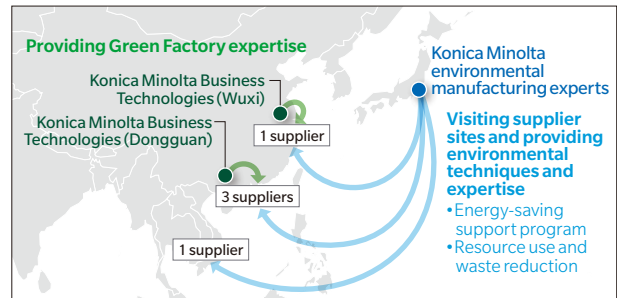 Providing Green Factory expertise
Konica Minolta Business
Technologies (Wuxi)
Konica Minolta Business
Technologies (Dongguan)
1 supplier
3 suppliers
1 supplier
Konica Minolta
environmental
manufacturing experts
Visiting supplier
sites and providing
environmental
techniques and
expertise
•Energy-saving
support program
•Resource use and
waste reduction